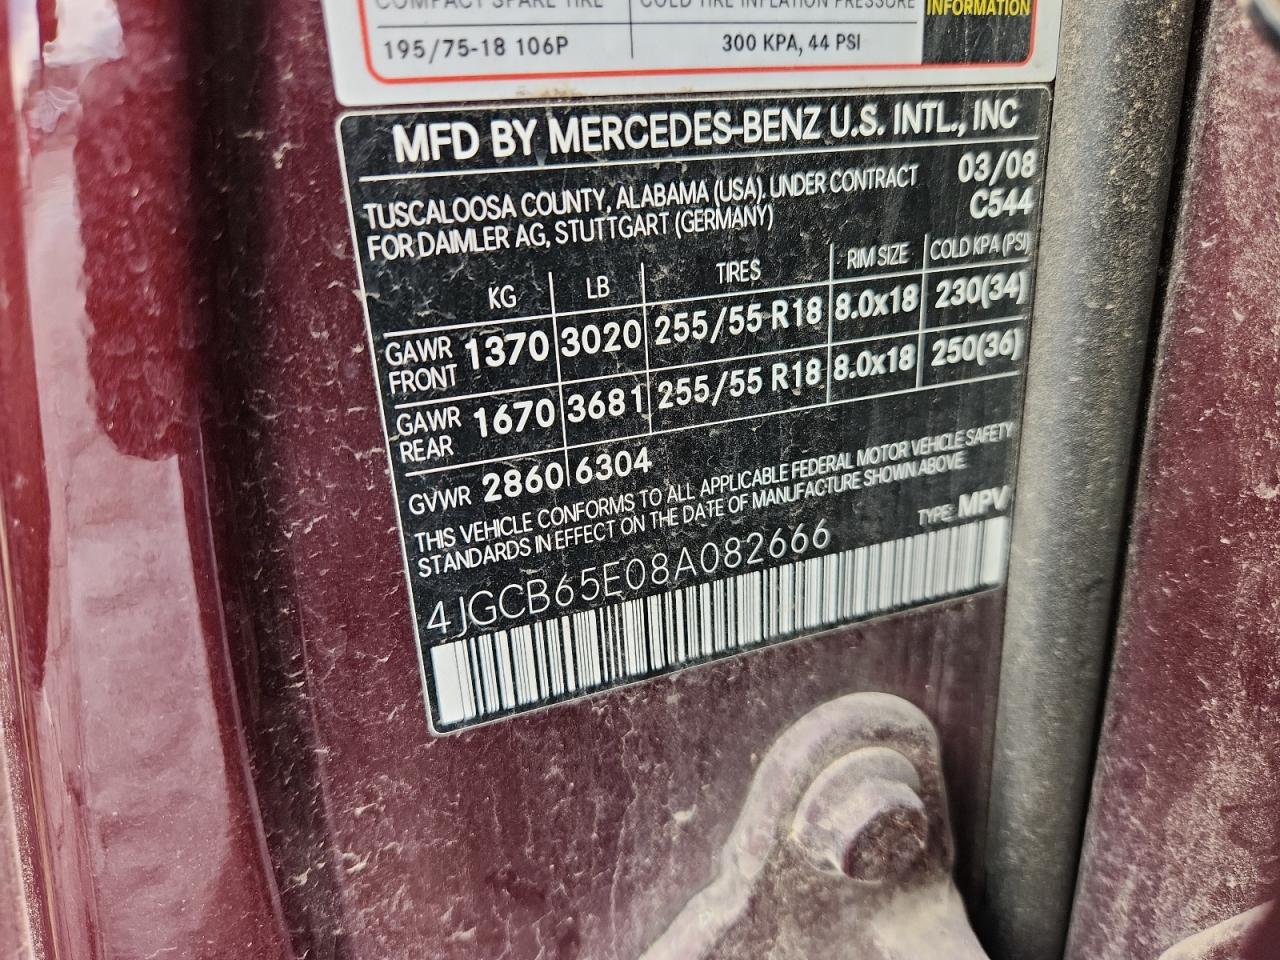 COMPACT SPARE TIRE COLD TIRE INFLATION PRESSURE INFORMATION
195/75-18 106P 300 KPA, 44 PSI
MFD BY MERCEDES-BENZ U.S. INTL., INC
TUSCALOOSA COUNTY, ALABAMA (USA), UNDER CONTRACT 03/08
FOR DAIMLER AG, STUTTGART (GERMANY) C544
KG LB TIRES RIM SIZE COLD KPA (PSI)
GAWR FRONT 1370 3020 255/55 R18 8.0x18 230(34)
GAWR REAR 1670 3681 255/55 R18 8.0x18 250(36)
GVWR 2860 6304
THIS VEHICLE CONFORMS TO ALL APPLICABLE FEDERAL MOTOR VEHICLE SAFETY
STANDARDS IN EFFECT ON THE DATE OF MANUFACTURE SHOWN ABOVE.
4JGCB65E08A082666 TYPE: MPV